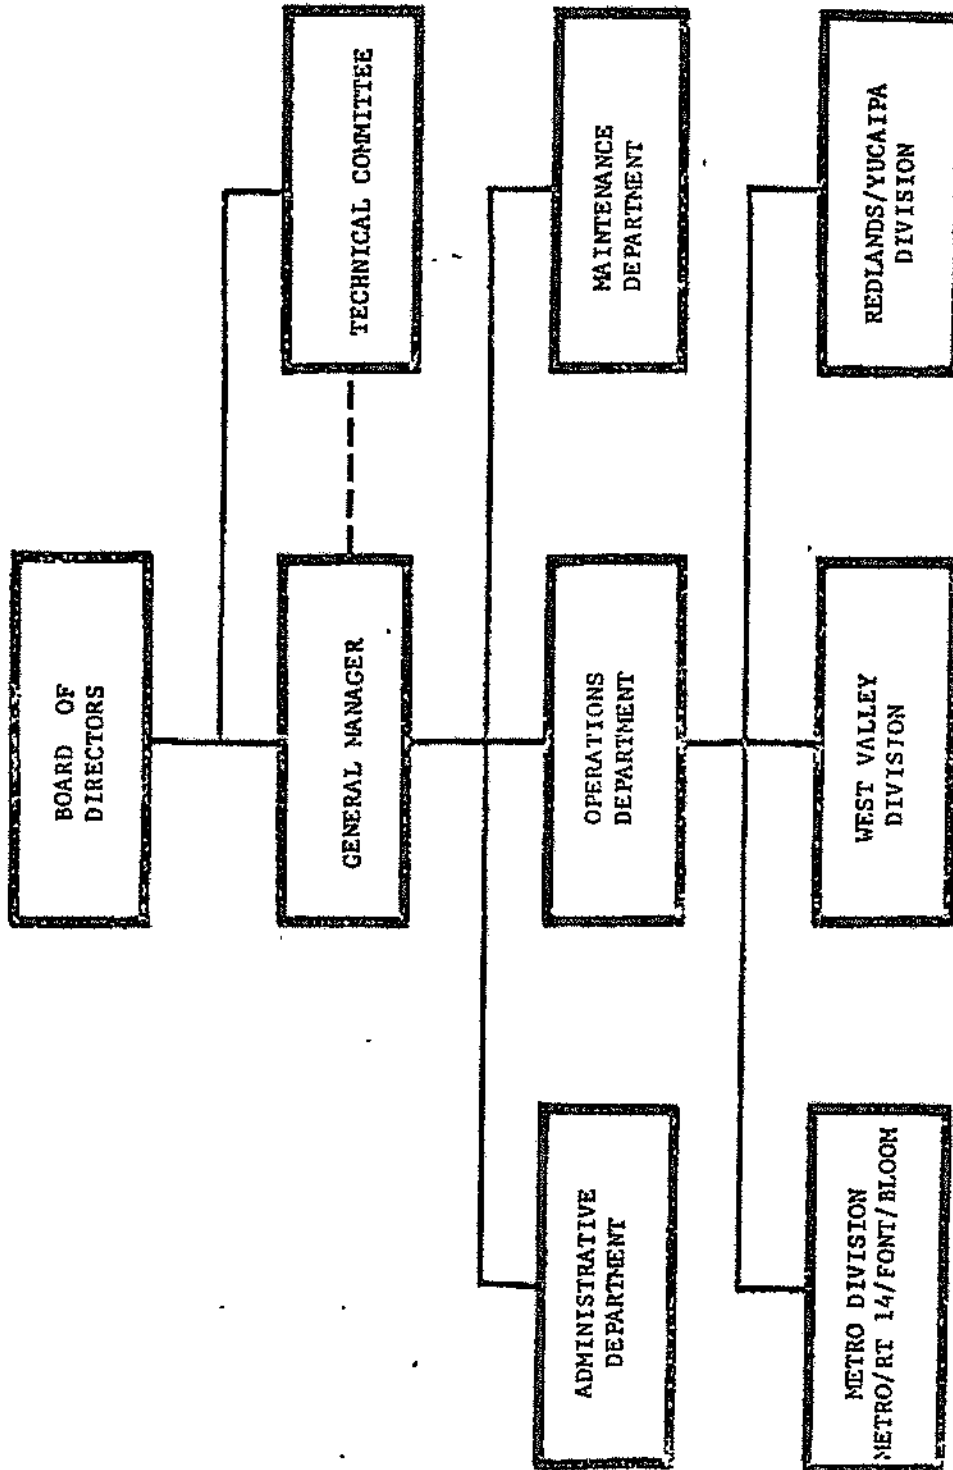 BOARD OF
DIRECTORS
GENERAL MANAGER
TECHNICAL COMMITTEE
ADMINISTRATIVE
DEPARTMENT
OPERATIONS
DEPARTMENT
MAINTENANCE
DEPARTMENT
METRO DIVISION
METRO/RT 14/FONT/BLOOM
WEST VALLEY
DIVISION
REDLANDS/YUCAIPA
DIVISION